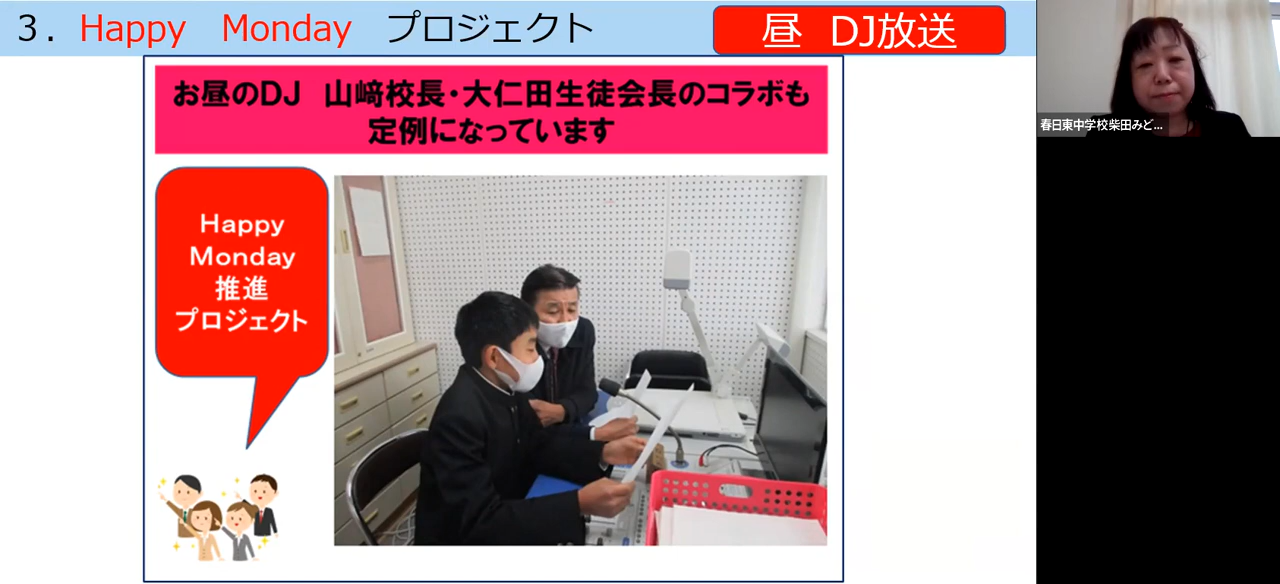 ３．Happy　Monday　プロジェクト
昼　DJ放送
お昼のDJ　山﨑校長・大仁田生徒会長のコラボも
定例になっています
Happy
Monday
推進
プロジェクト
春日東中学校柴田みど...